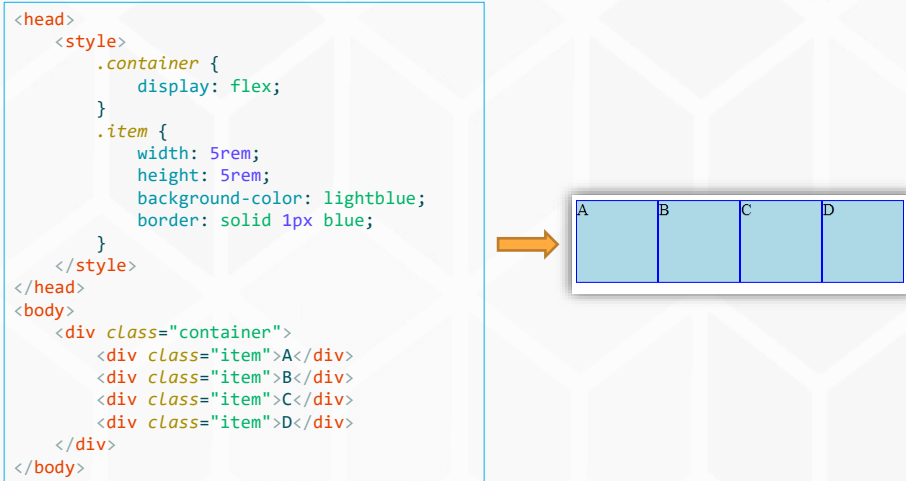 <head>
    <style>
        .container {
            display: flex;
        }
        .item {
            width: 5rem;
            height: 5rem;
            background-color: lightblue;
            border: solid 1px blue;
        }
    </style>
</head>
<body>
    <div class="container">
        <div class="item">A</div>
        <div class="item">B</div>
        <div class="item">C</div>
        <div class="item">D</div>
    </div>
</body>
A B C D